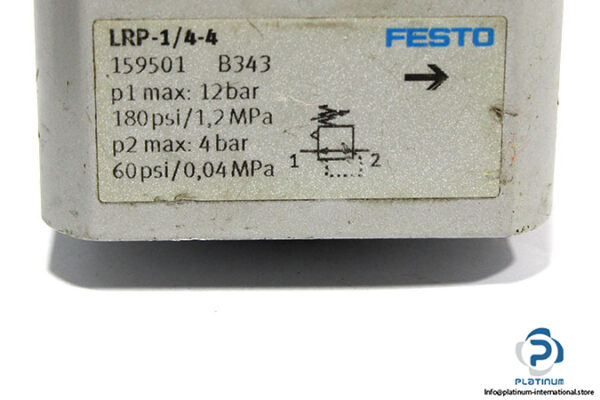 LRP-1/4-4 FESTO
159501 B343
p1 max: 12bar
180psi/1,2MPa
p2 max: 4bar
60psi/0,04MPa
1 2
PLATINUM
Info@platinum-international.store